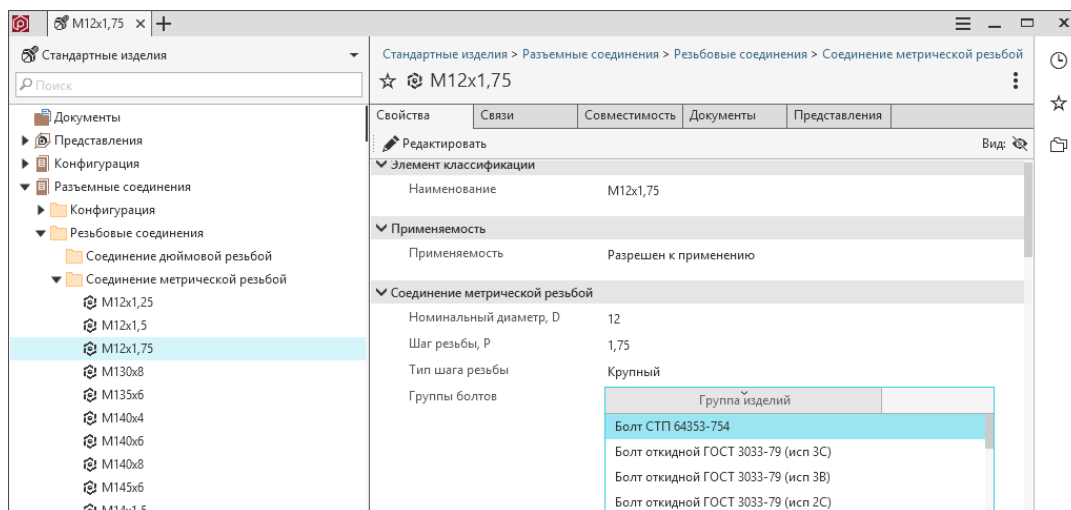 M12x1,75
Стандартные изделия
Поиск
Документы
Представления
Конфигурация
Разъемные соединения
Конфигурация
Резьбовые соединения
Соединение дюймовой резьбой
Соединение метрической резьбой
M12x1,25
M12x1,5
M12x1,75
M130x8
M135x6
M140x4
M140x6
M140x8
M145x6
M14x1,5
Стандартные изделия > Разъемные соединения > Резьбовые соединения > Соединение метрической резьбой
M12x1,75
Свойства Связи Совместимость Документы Представления
Редактировать Вид:
Элемент классификации
Наименование M12x1,75
Применяемость
Применяемость Разрешен к применению
Соединение метрической резьбой
Номинальный диаметр, D 12
Шаг резьбы, P 1,75
Тип шага резьбы Крупный
Группы болтов Группа изделий
Болт СТП 64353-754
Болт откидной ГОСТ 3033-79 (исп 3С)
Болт откидной ГОСТ 3033-79 (исп 3В)
Болт откидной ГОСТ 3033-79 (исп 2С)